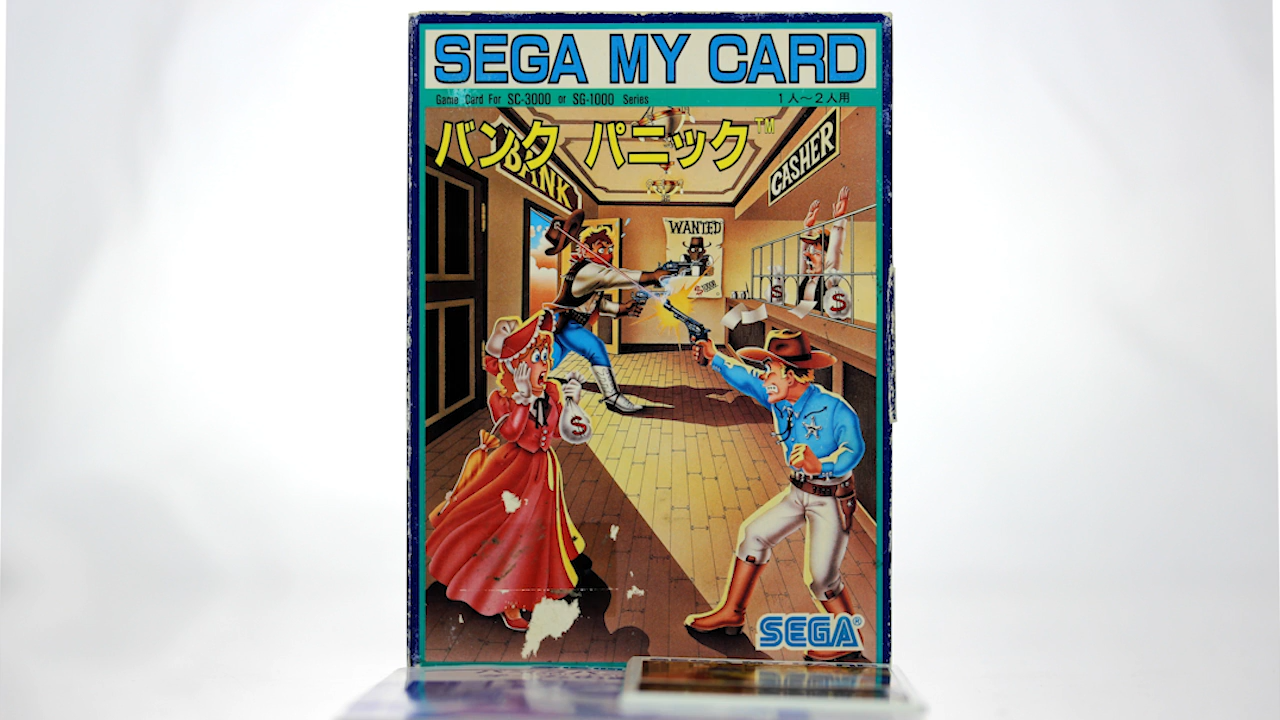 SEGA MY CARD
Game Card For SC-3000 or SG-1000 Series
1人〜2人用
バンク パニック™
BANK
CASHER
WANTED
$
$
$
SEGA®